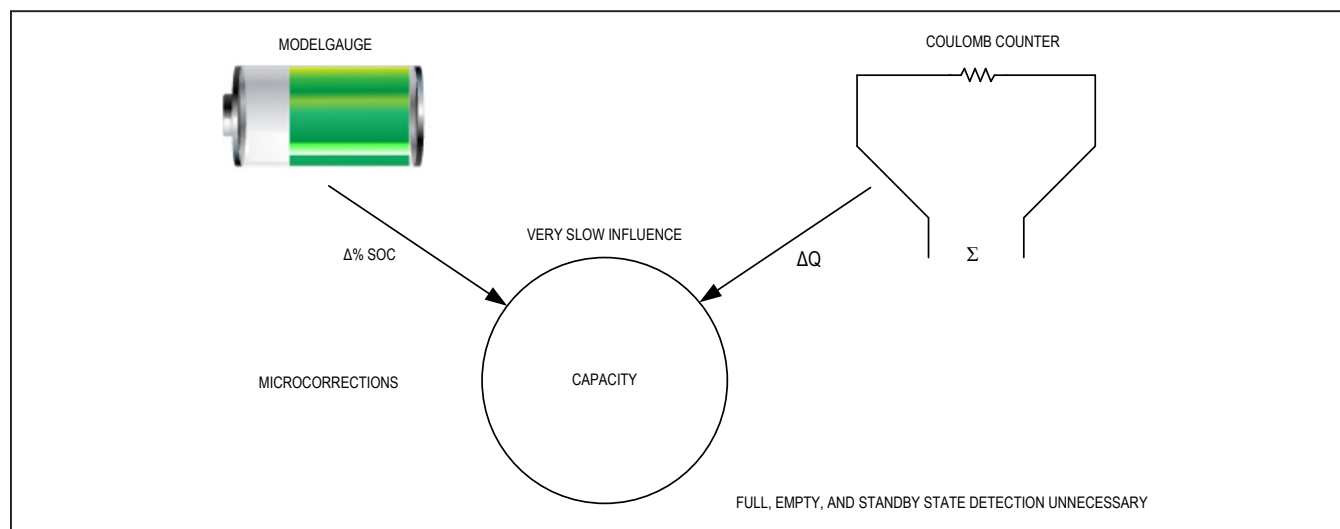 MODELGAUGE
COULOMB COUNTER
VERY SLOW INFLUENCE
Δ% SOC
ΔQ
Σ
MICROCORRECTIONS
CAPACITY
FULL, EMPTY, AND STANDBY STATE DETECTION UNNECESSARY